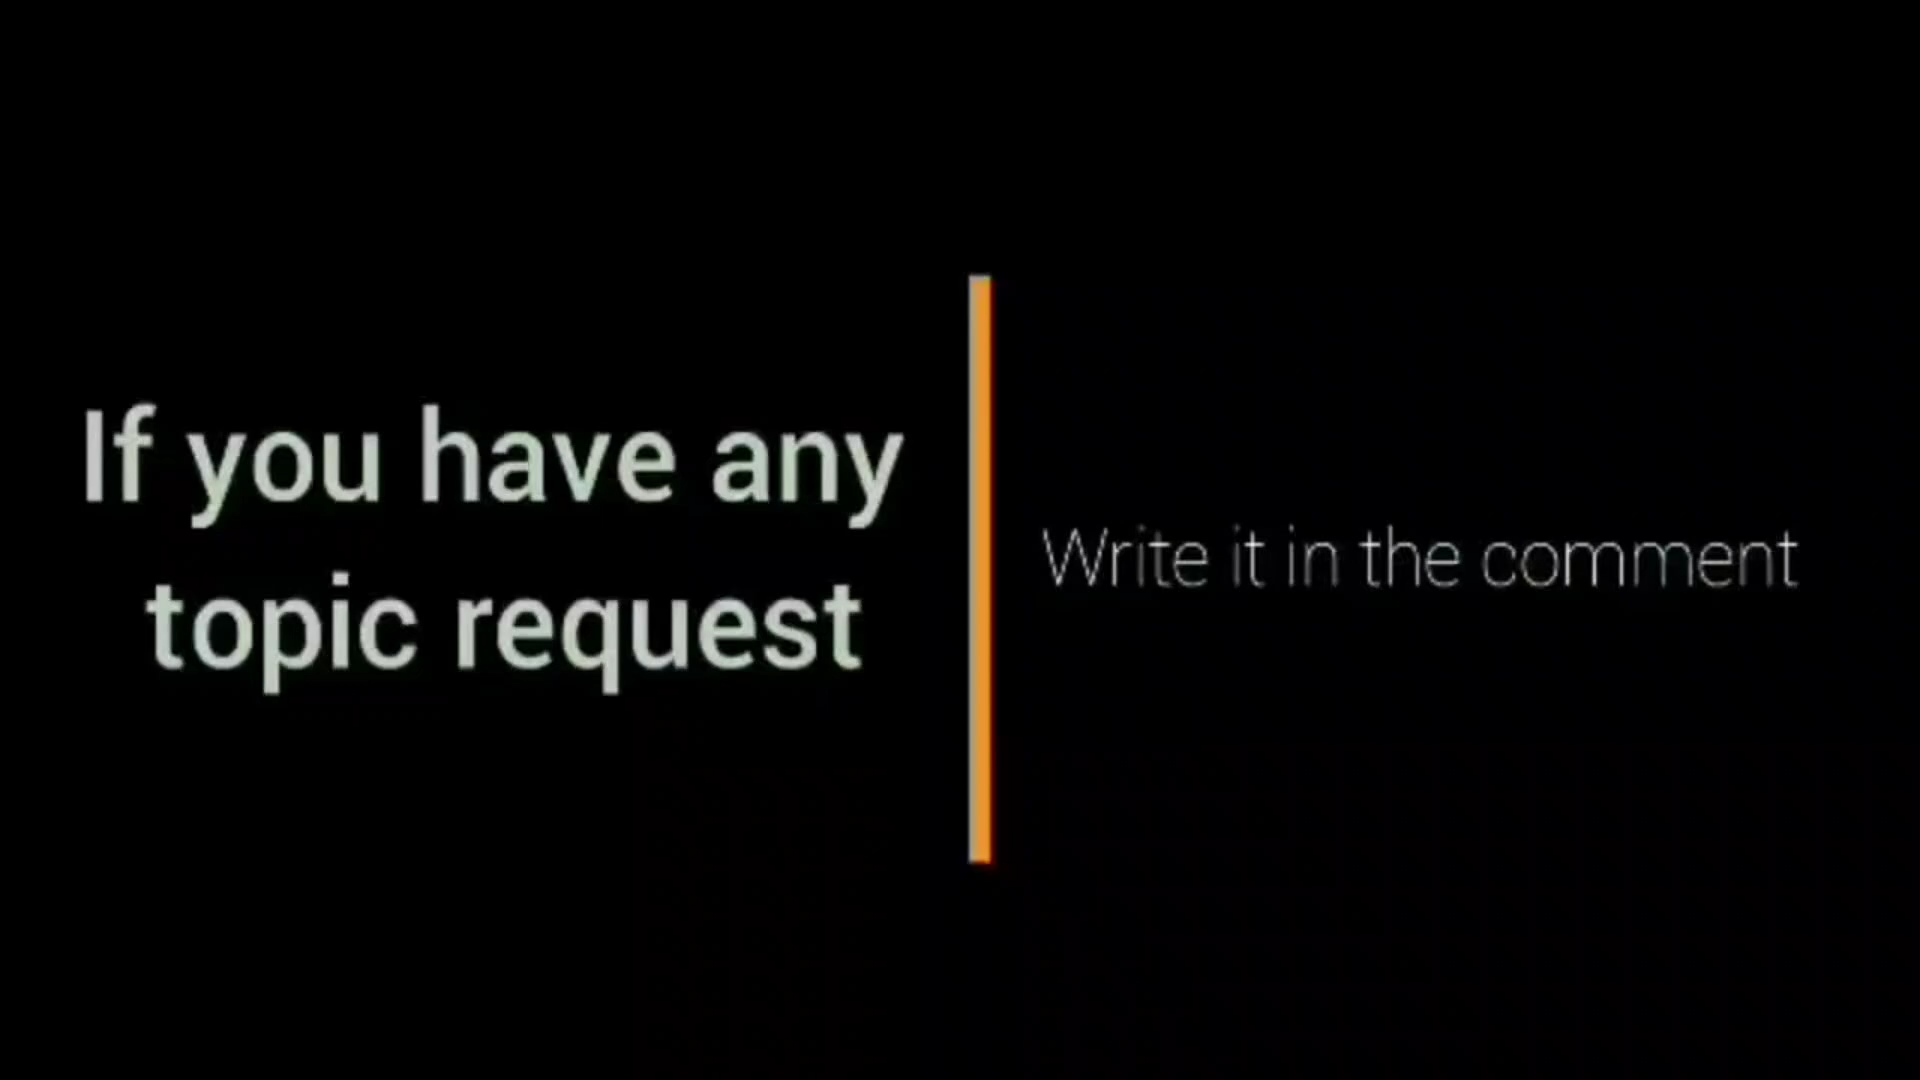 If you have any
topic request
Write it in the comment